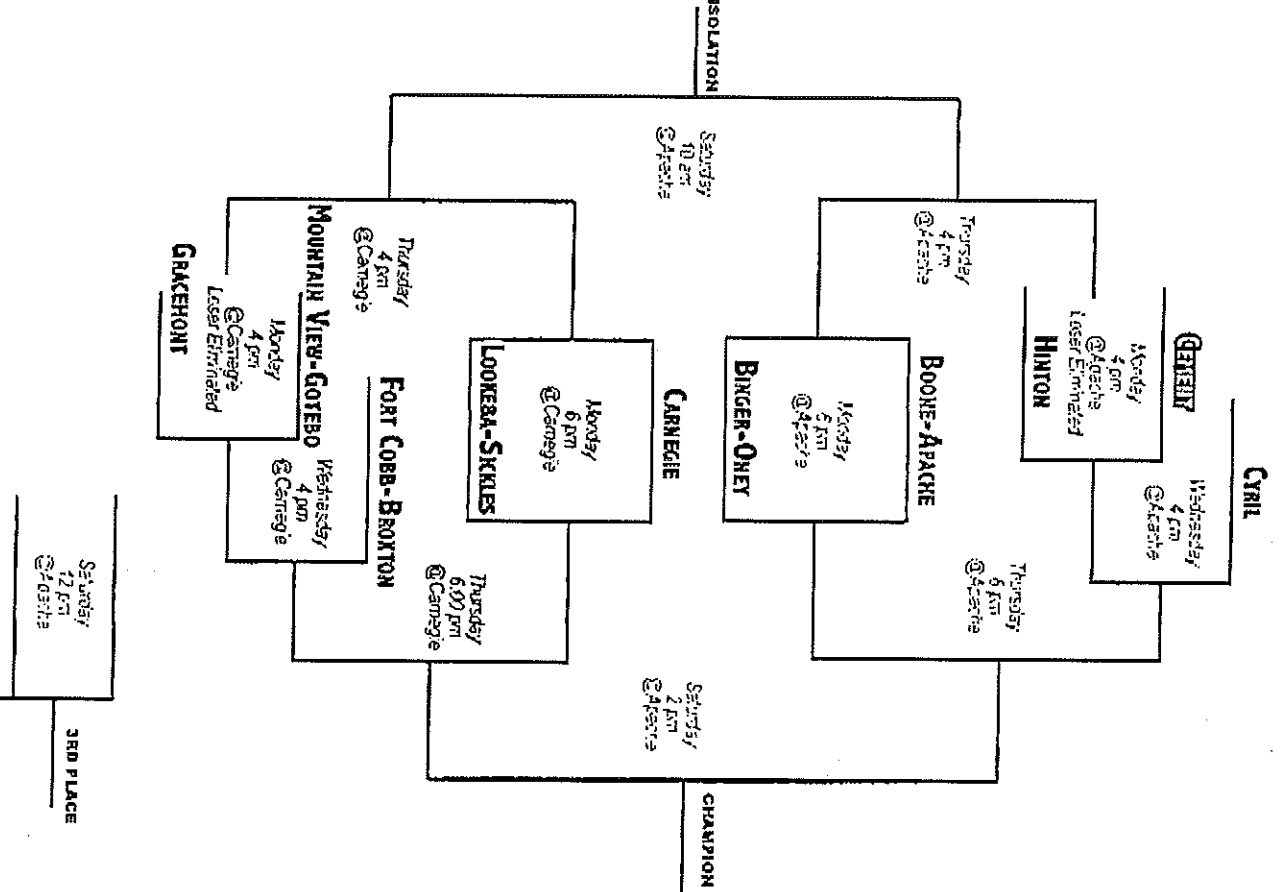 CYRIL
Wednesday
4 pm
@Apache
Monday
4 pm
@Apache
Loser Eliminated
HINTON
Thursday
4 pm
@Apache
Thursday
6 pm
@Apache
BOONE-APACHE
Monday
6 pm
@Apache
BINGER-ONEY
ISOLATION
Saturday
10 am
@Apache
Saturday
2 pm
@Apache
CHAMPION
CARNEGIE
Monday
6 pm
@Carnegie
LOOKEBA-SICKLES
Thursday
4 pm
@Carnegie
Thursday
6:00 pm
@Carnegie
FORT COBB-BROXTON
MOUNTAIN VIEW-GOTEBO
Wednesday
4 pm
@Carnegie
Monday
4 pm
@Carnegie
Loser Eliminated
GRACEMONT
Saturday
12 pm
@Apache
3RD PLACE